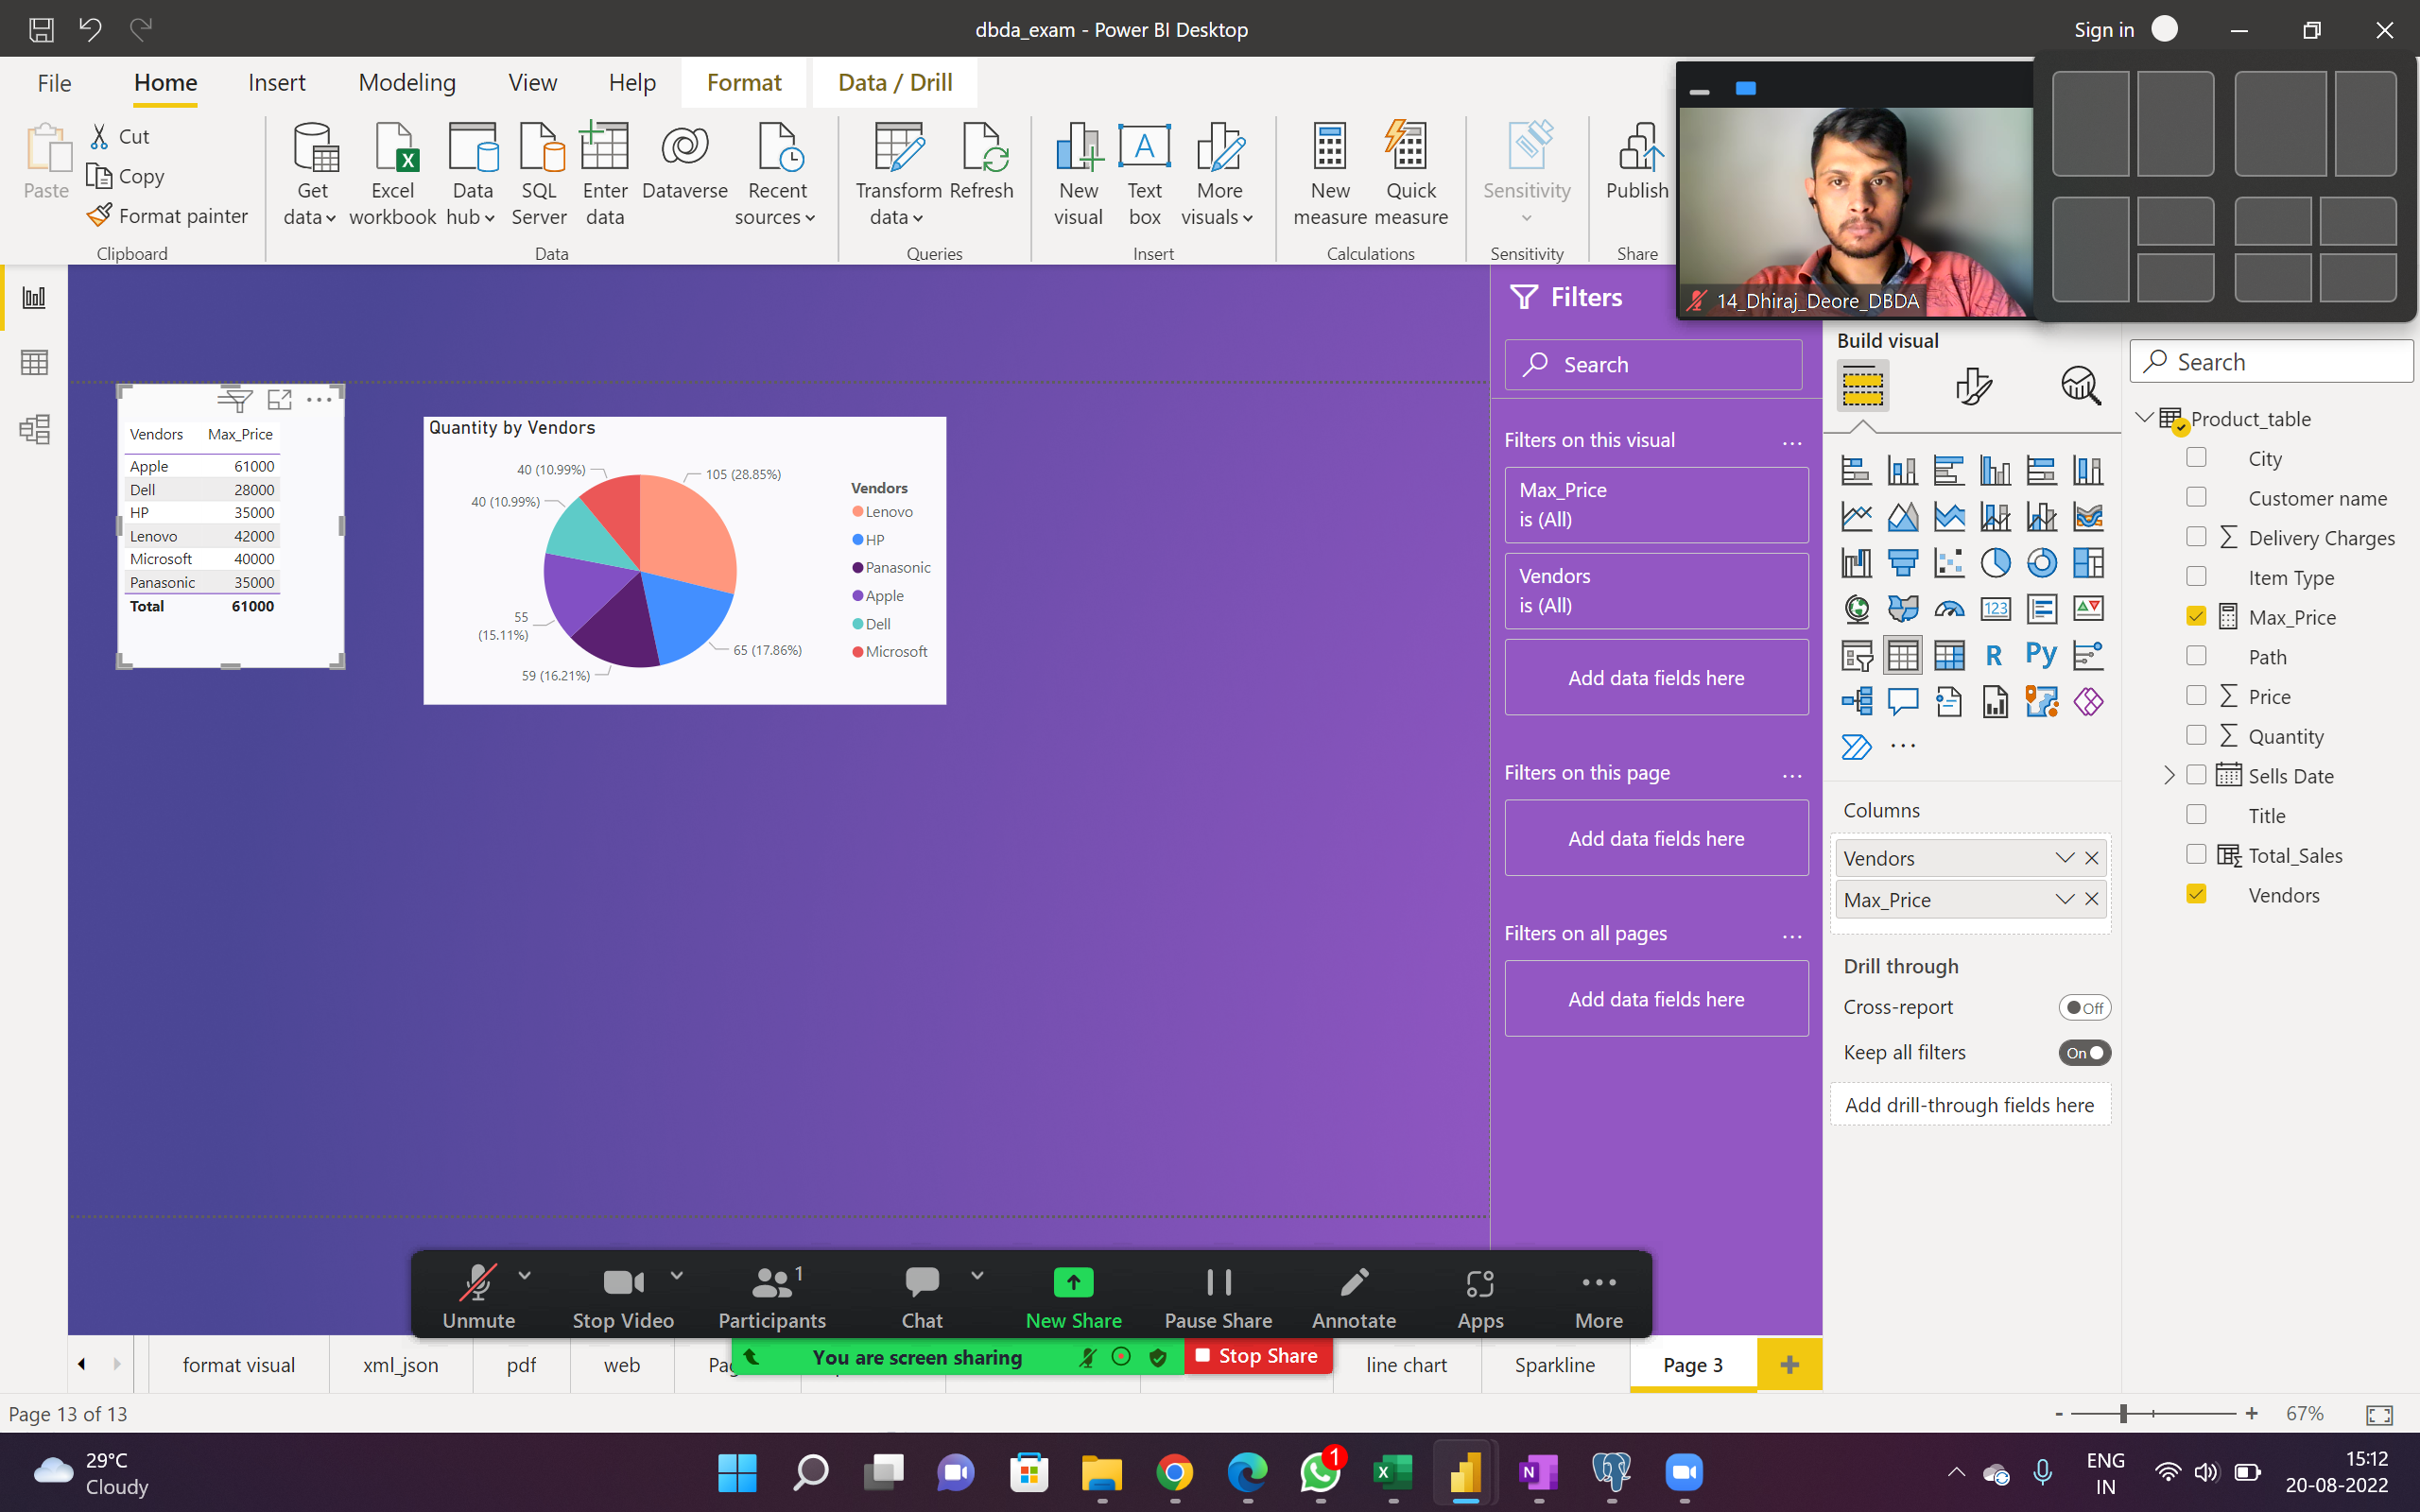 dbda_exam - Power BI Desktop
Sign in
File
Home
Insert
Modeling
View
Help
Format
Data / Drill
Paste
Cut
Copy
Format painter
Clipboard
Get data
Excel workbook
Data hub
SQL Server
Enter data
Dataverse
Recent sources
Data
Transform data
Refresh
Queries
New visual
A
Text box
More visuals
Insert
New measure
Quick measure
Calculations
Sensitivity
Sensitivity
Publish
Share
14_Dhiraj_Deore_DBDA
Vendors Max_Price
Apple 61000
Dell 28000
HP 35000
Lenovo 42000
Microsoft 40000
Panasonic 35000
Total 61000
Quantity by Vendors
40 (10.99%)
105 (28.85%)
40 (10.99%)
55
(15.11%)
59 (16.21%)
65 (17.86%)
Vendors
Lenovo
HP
Panasonic
Apple
Dell
Microsoft
Filters
Search
Filters on this visual ...
Max_Price
is (All)
Vendors
is (All)
Add data fields here
Filters on this page ...
Add data fields here
Filters on all pages ...
Add data fields here
Build visual
123
R
Py
...
Columns
Vendors
Max_Price
Drill through
Cross-report Off
Keep all filters On
Add drill-through fields here
Search
Product_table
City
Customer name
Delivery Charges
Item Type
Max_Price
Path
Price
Quantity
Sells Date
Title
Total_Sales
Vendors
Unmute
Stop Video
Participants 1
Chat
New Share
Pause Share
Annotate
Apps
More
You are screen sharing
Stop Share
format visual
xml_json
pdf
web
line chart
Sparkline
Page 3
+
Page 13 of 13
- + 67%
29°C
Cloudy
1
ENG
IN
15:12
20-08-2022